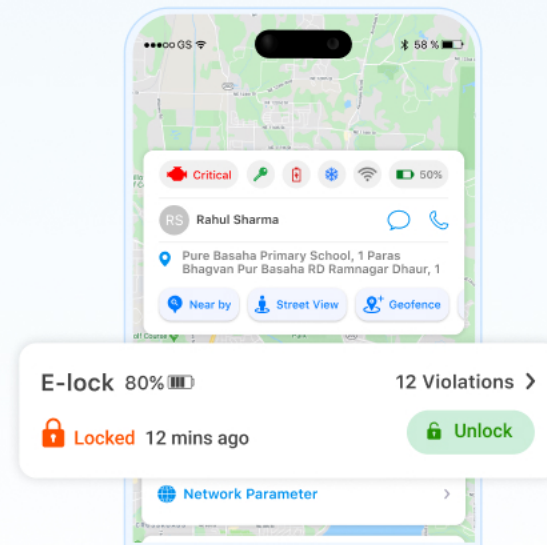 GS 58 %
Critical 50%
RS Rahul Sharma
Pure Basaha Primary School, 1 Paras
Bhagvan Pur Basaha RD Ramnagar Dhaur, 1
Near by Street View Geofence
E-lock 80% 12 Violations
Locked 12 mins ago Unlock
Network Parameter